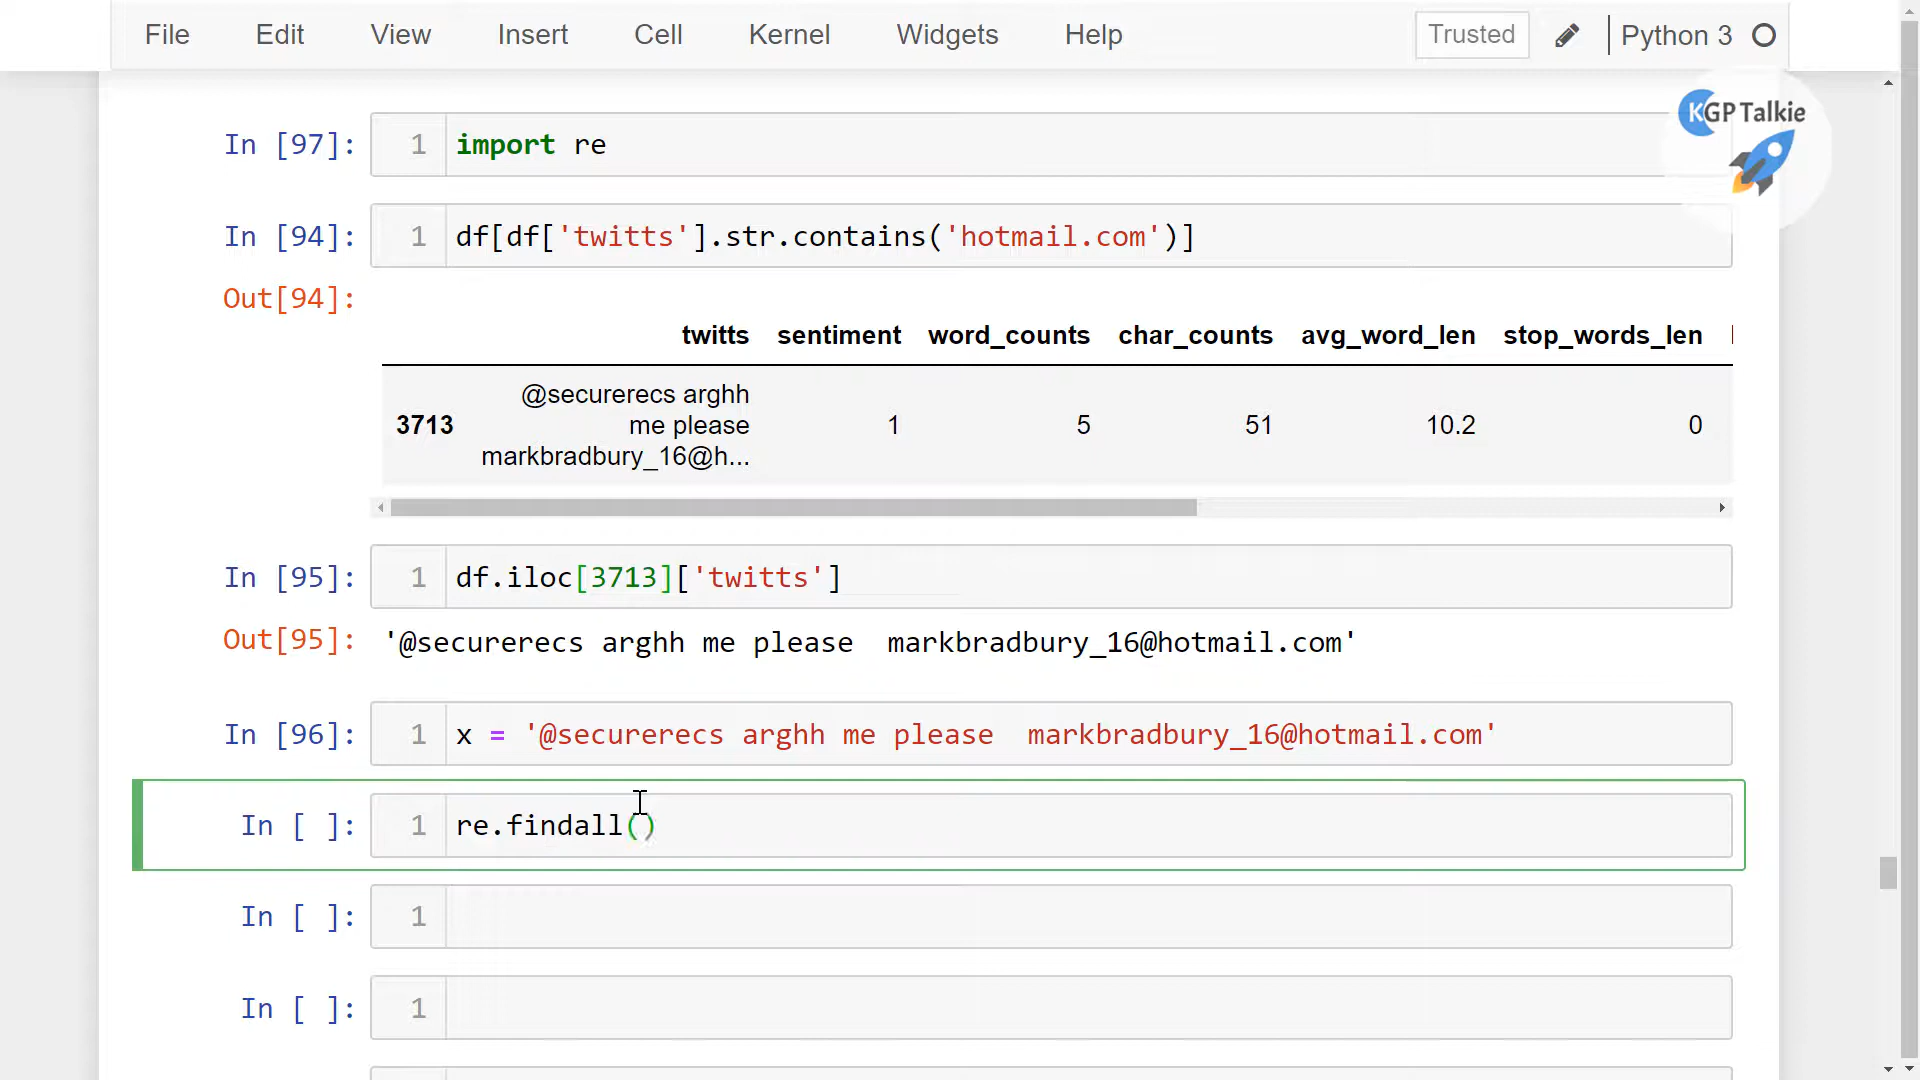 File Edit View Insert Cell Kernel Widgets Help Trusted Python 3
KGP Talkie
In [97]: 1 import re
In [94]: 1 df[df['twitts'].str.contains('hotmail.com')]
Out[94]:
twitts sentiment word_counts char_counts avg_word_len stop_words_len
3713 @securerecs arghh 1 5 51 10.2 0
me please
markbradbury_16@h...
In [95]: 1 df.iloc[3713]['twitts']
Out[95]: '@securerecs arghh me please  markbradbury_16@hotmail.com'
In [96]: 1 x = '@securerecs arghh me please  markbradbury_16@hotmail.com'
In [ ]: 1 re.findall()
In [ ]: 1
In [ ]: 1